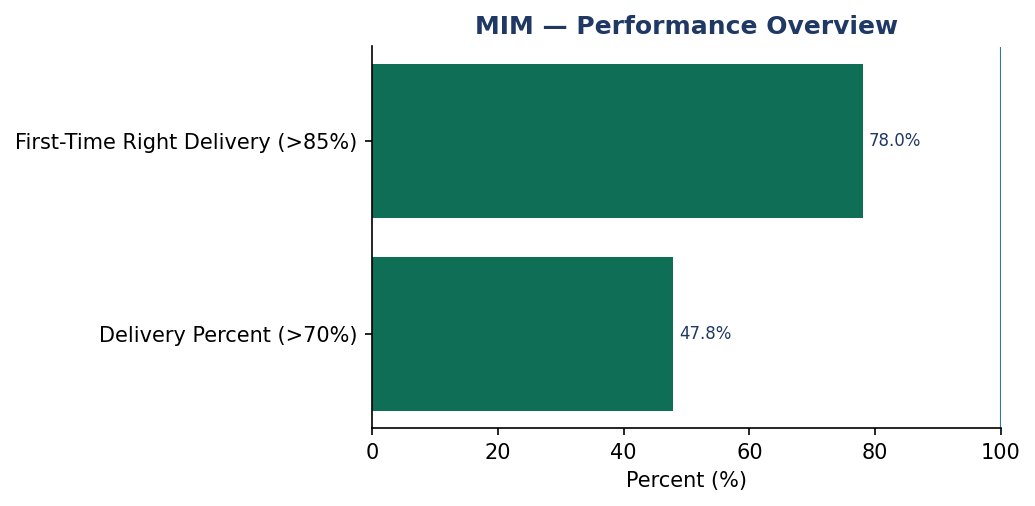 MIM — Performance Overview
First-Time Right Delivery (>85%)
78.0%
Delivery Percent (>70%)
47.8%
0 20 40 60 80 100
Percent (%)